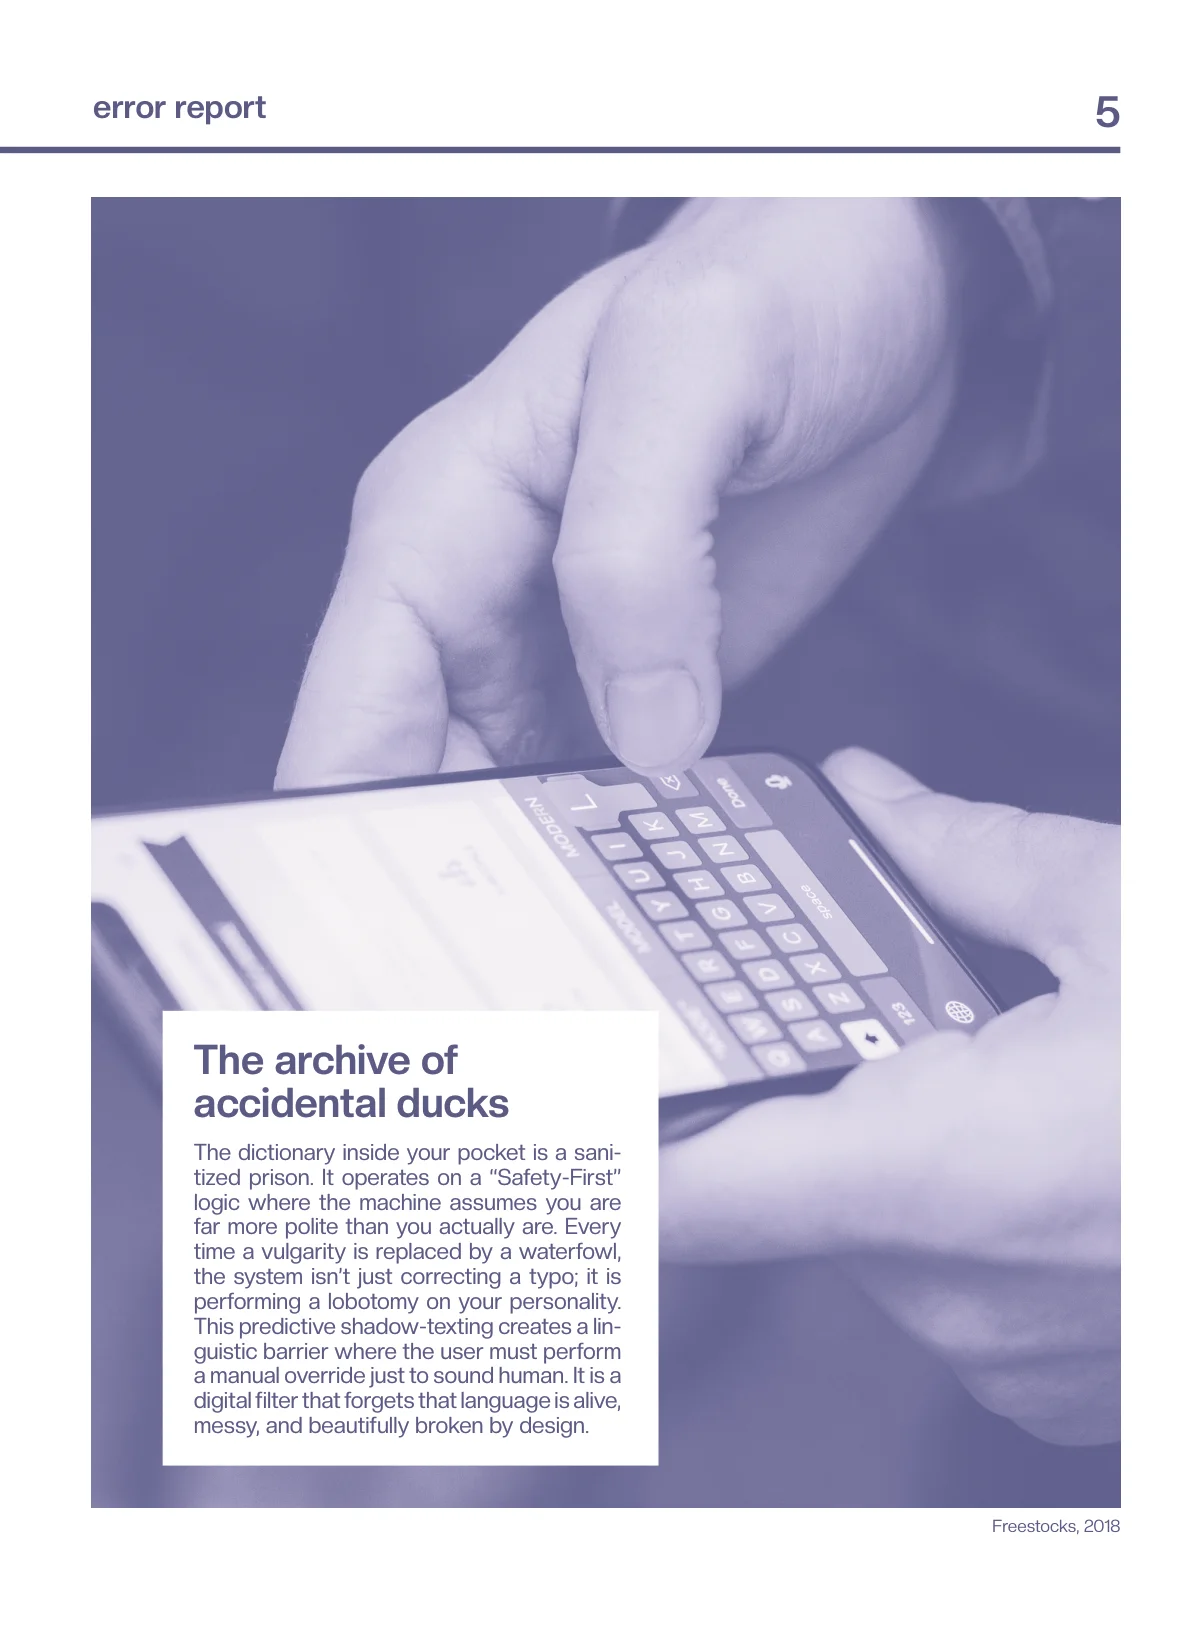 error report
5
L
MODERN
MODEL
Done
space
123
Q W E R T Y U I
A S D F G H J K
Z X C V B N M
The archive of
accidental ducks
The dictionary inside your pocket is a sani-
tized prison. It operates on a “Safety-First”
logic where the machine assumes you are
far more polite than you actually are. Every
time a vulgarity is replaced by a waterfowl,
the system isn’t just correcting a typo; it is
performing a lobotomy on your personality.
This predictive shadow-texting creates a lin-
guistic barrier where the user must perform
a manual override just to sound human. It is a
digital filter that forgets that language is alive,
messy, and beautifully broken by design.
Freestocks, 2018